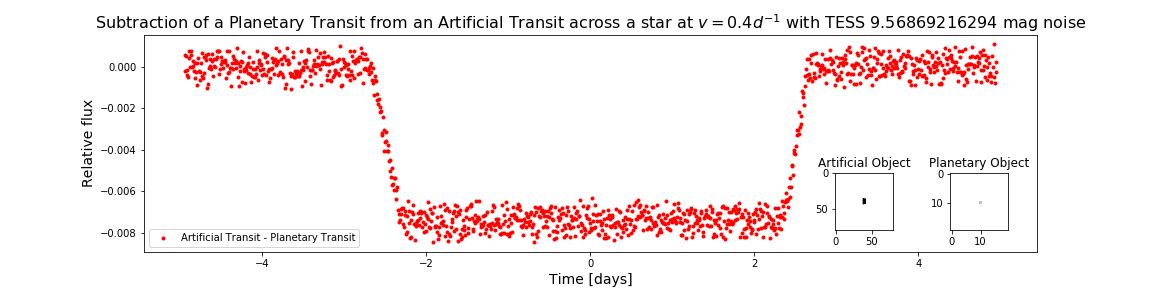 Subtraction of a Planetary Transit from an Artificial Transit across a star at v = 0.4d⁻¹ with TESS 9.56869216294 mag noise
0.000
−0.002
−0.004
−0.006
−0.008
Relative flux
Artificial Transit - Planetary Transit
Artificial Object
0
50
0 50
Planetary Object
0
10
0 10
−4 −2 0 2 4
Time [days]